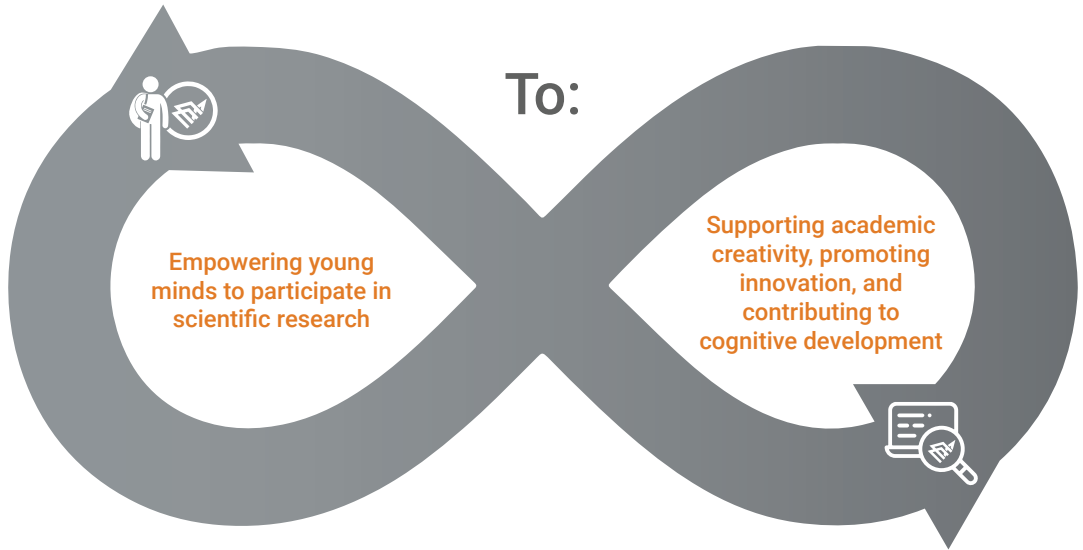 To:
Empowering young
minds to participate in
scientific research
Supporting academic
creativity, promoting
innovation, and
contributing to
cognitive development